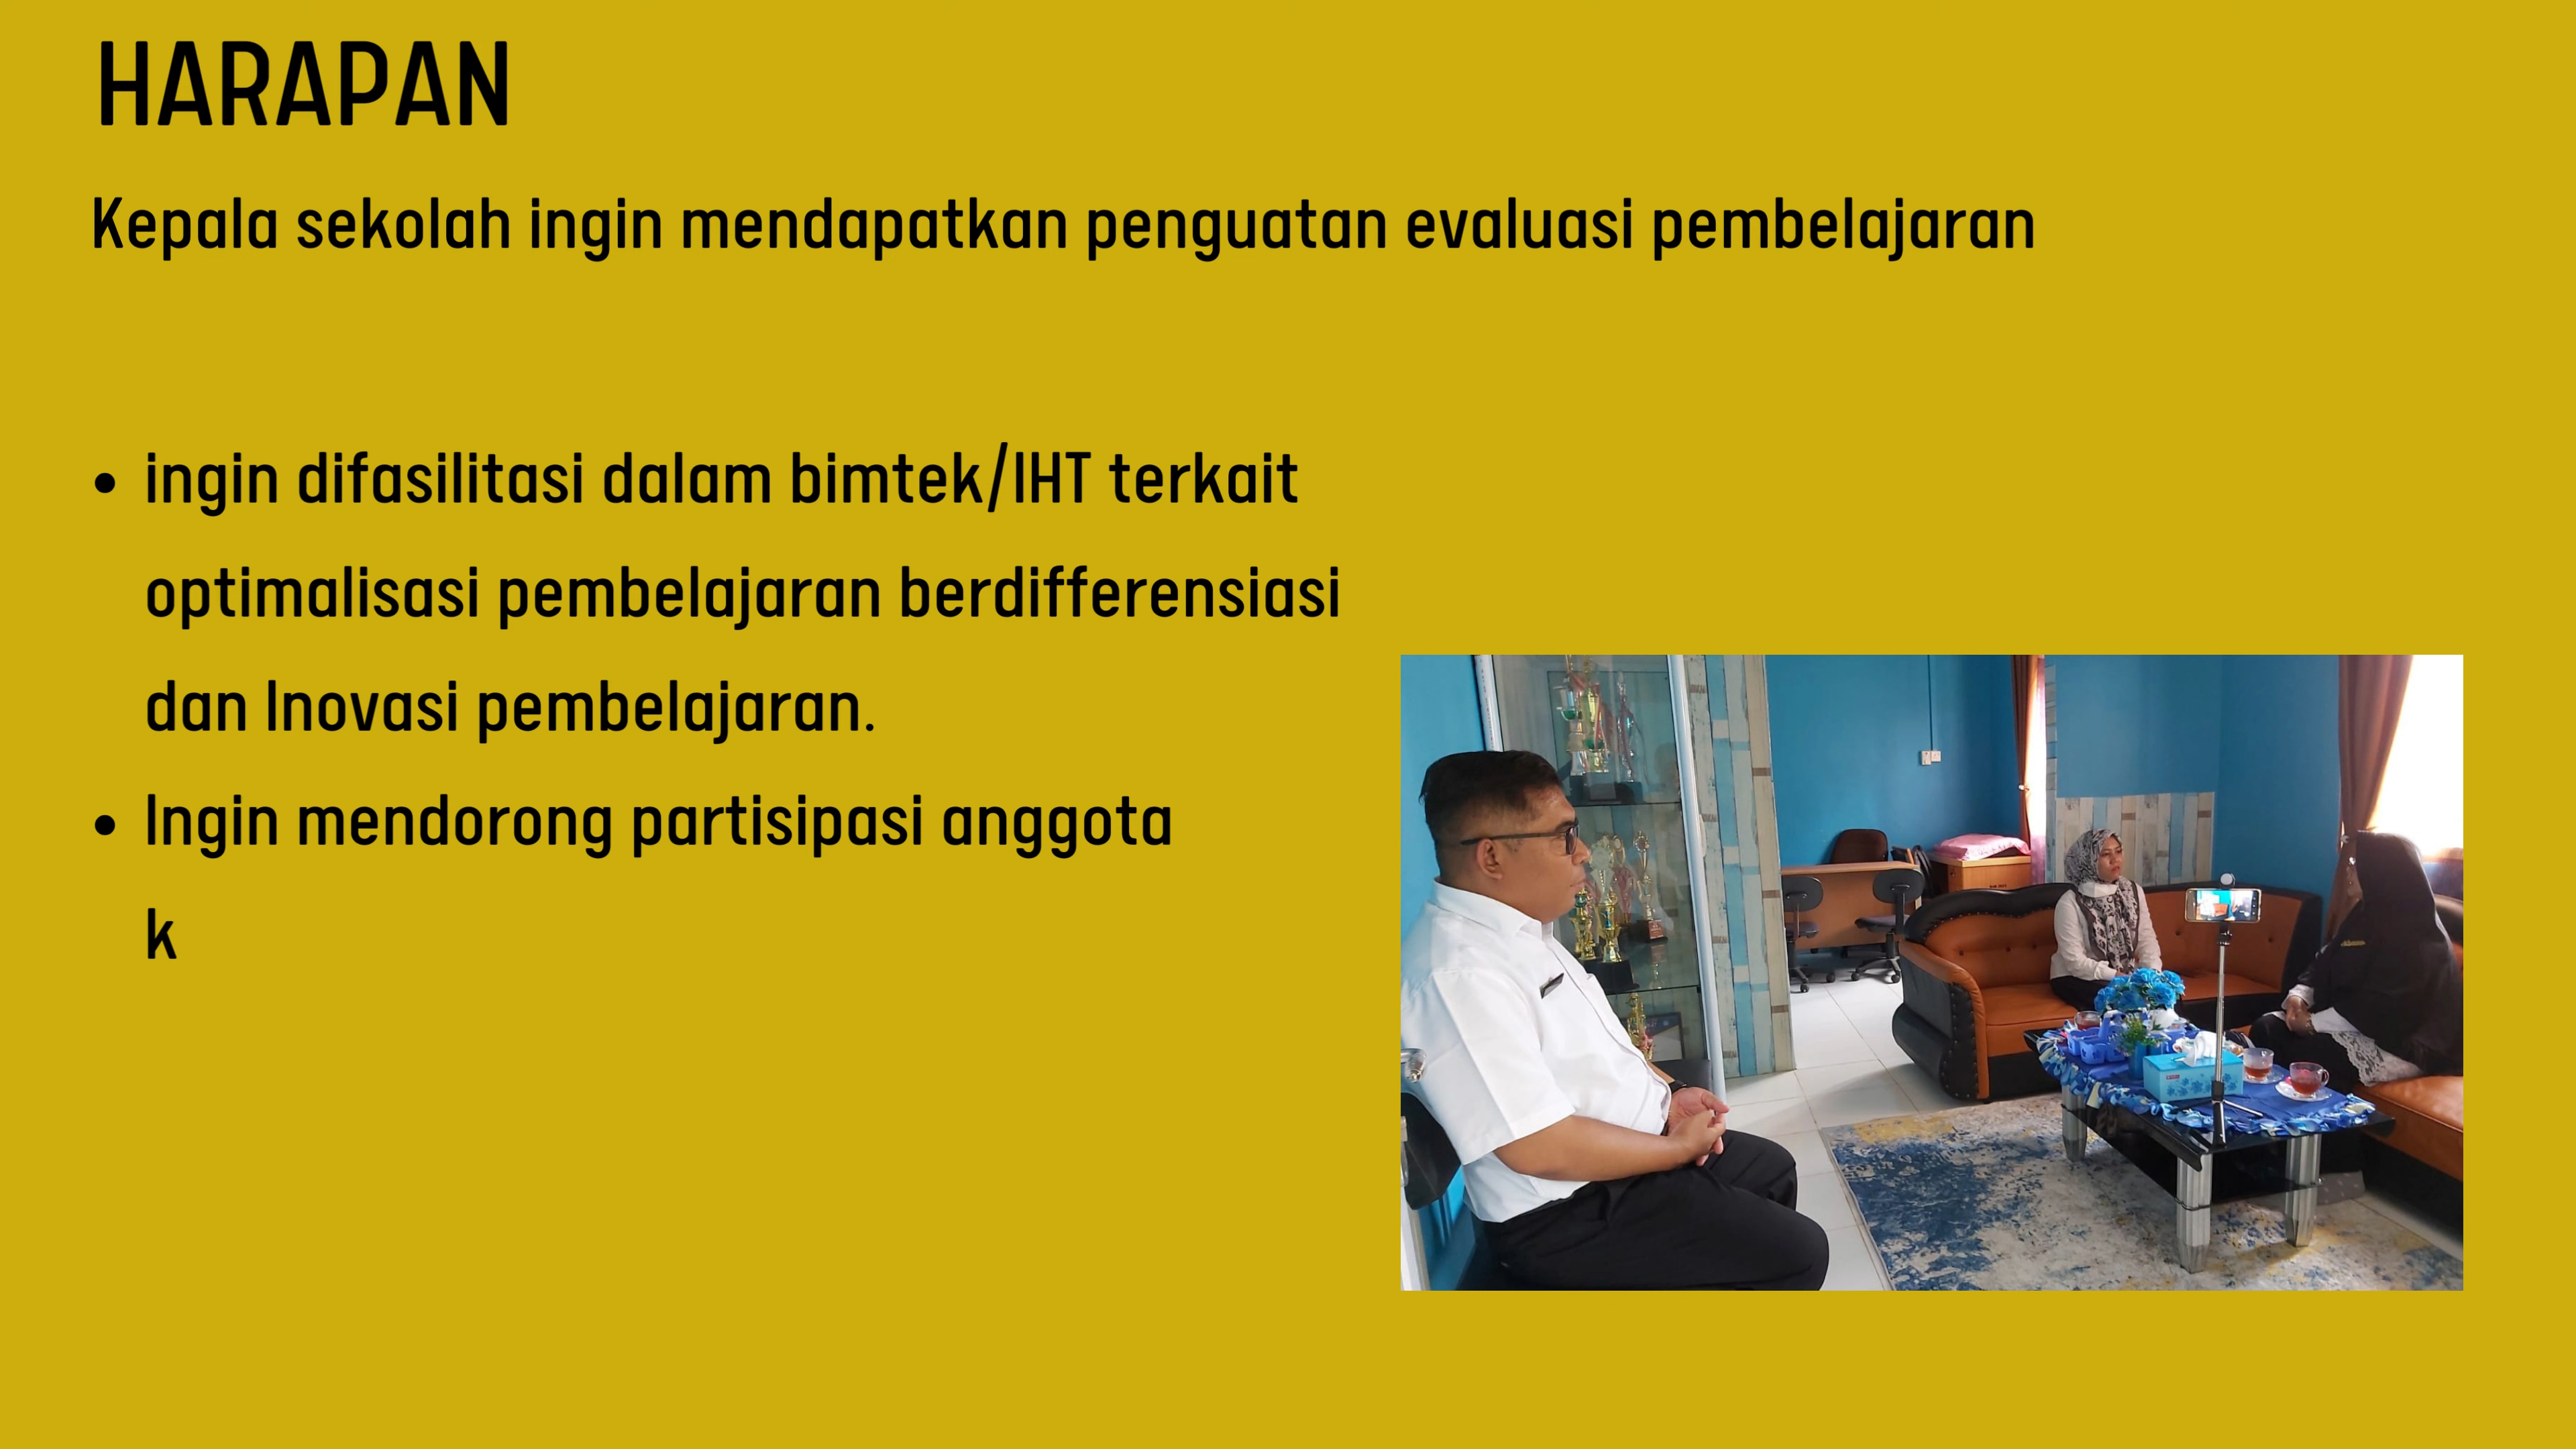 HARAPAN
Kepala sekolah ingin mendapatkan penguatan evaluasi pembelajaran
• ingin difasilitasi dalam bimtek/IHT terkait
optimalisasi pembelajaran berdifferensiasi
dan Inovasi pembelajaran.
• Ingin mendorong partisipasi anggota
k